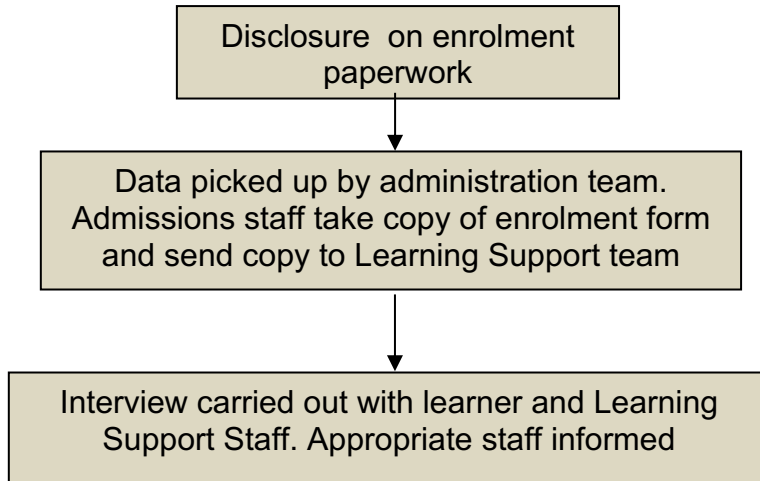 Disclosure  on enrolment
paperwork
Data picked up by administration team.
Admissions staff take copy of enrolment form
and send copy to Learning Support team
Interview carried out with learner and Learning
Support Staff. Appropriate staff informed